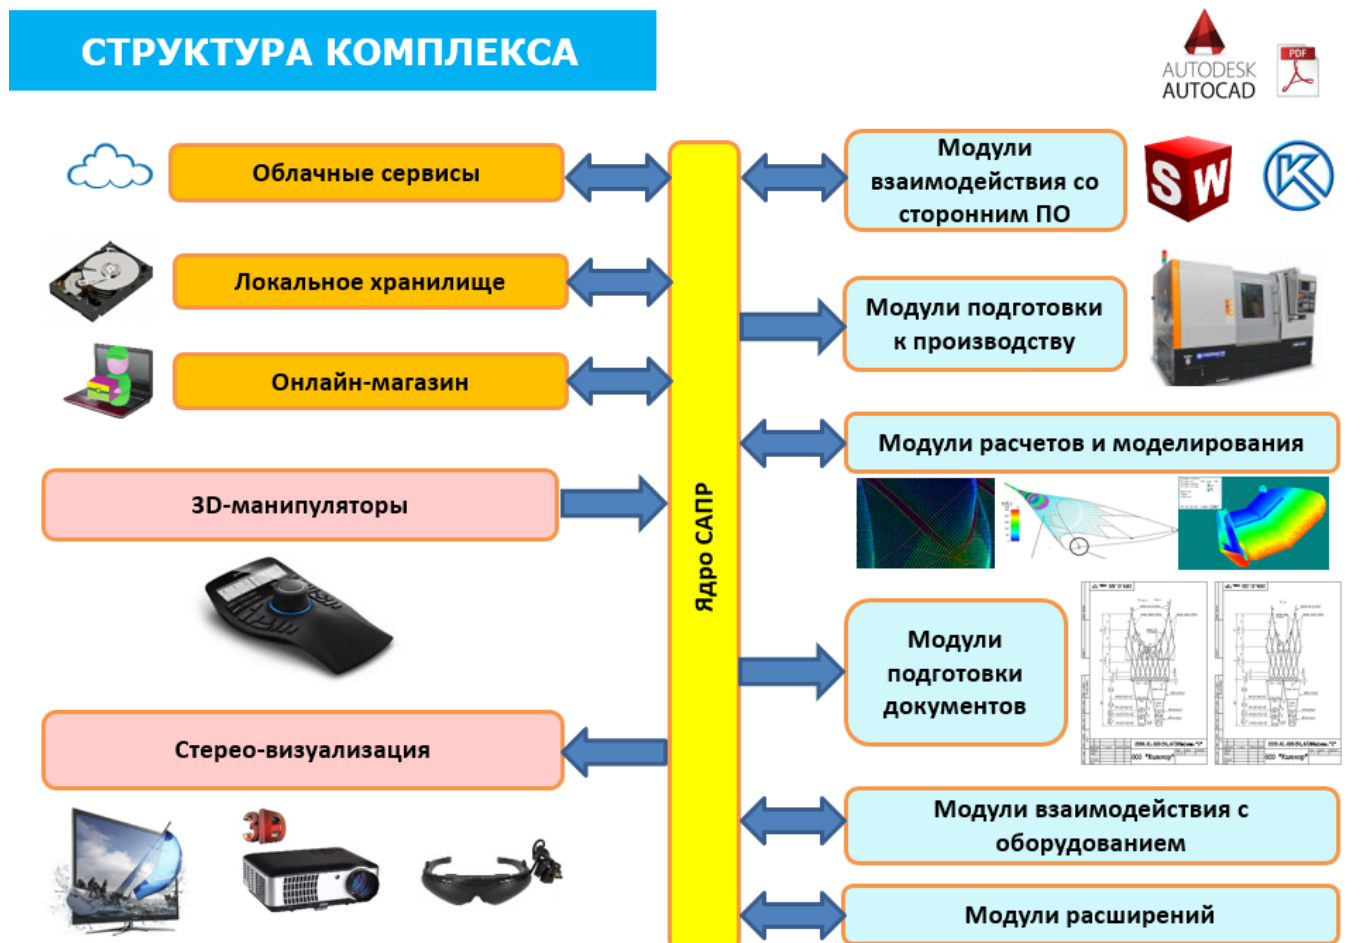 СТРУКТУРА КОМПЛЕКСА
AUTODESK
AUTOCAD
PDF
Облачные сервисы
Модули
взаимодействия со
сторонним ПО
SW
K
Локальное хранилище
Модули подготовки
к производству
Онлайн-магазин
Модули расчетов и моделирования
3D-манипуляторы
Ядро САПР
Модули
подготовки
документов
Стерео-визуализация
3D
Модули взаимодействия с
оборудованием
Модули расширений